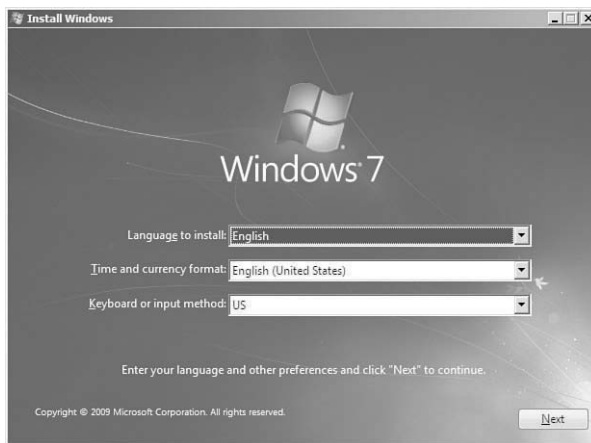 Install Windows
Windows 7
Language to install: English
Time and currency format: English (United States)
Keyboard or input method: US
Enter your language and other preferences and click "Next" to continue.
Copyright © 2009 Microsoft Corporation. All rights reserved.
Next